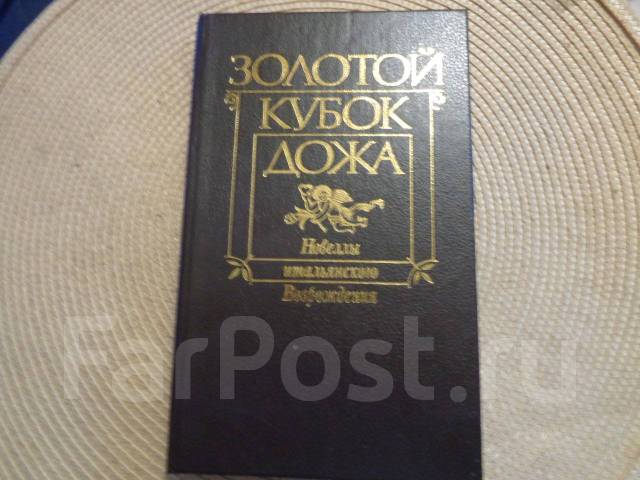 ЗОЛОТОЙ
КУБОК
ДОЖА
Новеллы
итальянского
Возрождения
FarPost.ru